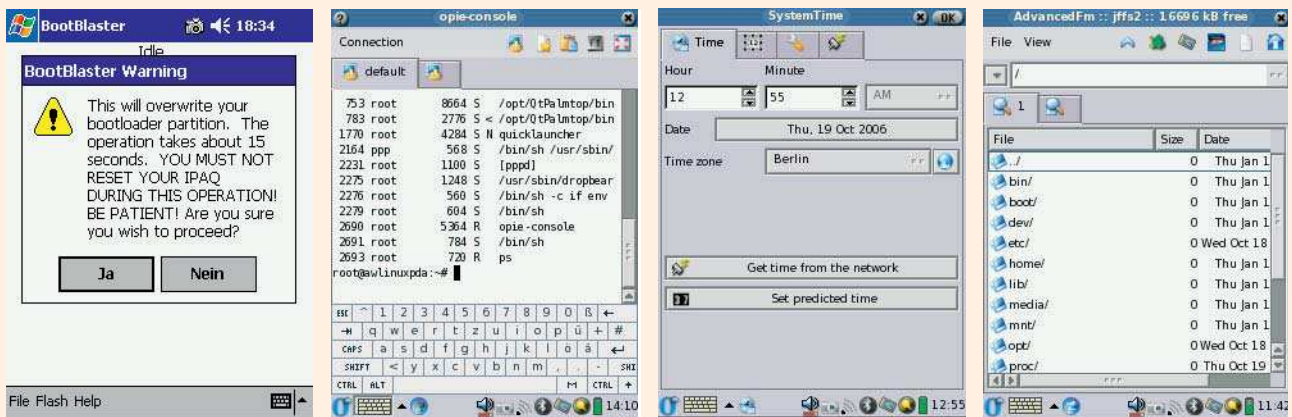 BootBlaster 18:34
Idle
BootBlaster Warning
This will overwrite your
bootloader partition. The
operation takes about 15
seconds. YOU MUST NOT
RESET YOUR IPAQ
DURING THIS OPERATION!
BE PATIENT! Are you sure
you wish to proceed?
Ja Nein
File Flash Help
opie-console
Connection
default
753 root 8664 S /opt/QtPalmtop/bin
783 root 2776 S < /opt/QtPalmtop/bin
1770 root 4284 S N quicklauncher
2164 ppp 568 S /bin/sh /usr/sbin/
2231 root 1100 S [pppd]
2275 root 1248 S /usr/sbin/dropbear
2276 root 560 S /bin/sh -c if env
2279 root 604 S /bin/sh
2690 root 5364 R opie-console
2691 root 784 S /bin/sh
2693 root 720 R ps
root@awlinuxpda:~#
ESC ^ 1 2 3 4 5 6 7 8 9 0 ß ←
q w e r t z u i o p ü + #
CAPS a s d f g h j k l ö ä
SHIFT < y x c v b n m , . - SHI
CTRL ALT CTRL
14:10
SystemTime OK
Time
Hour Minute
12 55 AM
Date Thu, 19 Oct 2006
Time zone Berlin
Get time from the network
Set predicted time
12:55
AdvancedFm :: jffs2 :: 16696 kB free
File View
/
1
File Size Date
../ 0 Thu Jan 1
bin/ 0 Thu Jan 1
boot/ 0 Thu Jan 1
dev/ 0 Thu Jan 1
etc/ 0 Wed Oct 18
home/ 0 Thu Jan 1
lib/ 0 Thu Jan 1
media/ 0 Thu Jan 1
mnt/ 0 Thu Jan 1
opt/ 0 Wed Oct 18
proc/ 0 Thu Oct 19
11:42